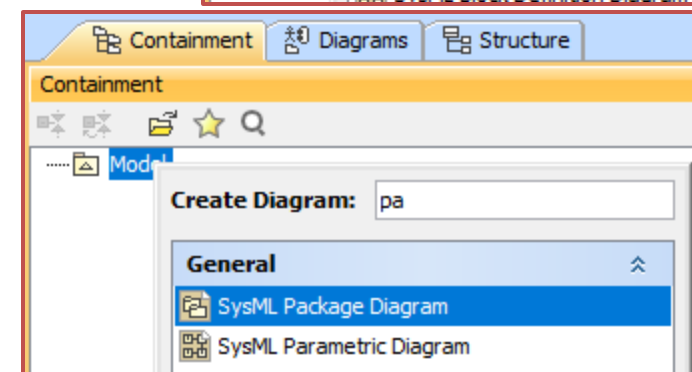 Containment Diagrams Structure
Containment
Model
Create Diagram: pa
General
SysML Package Diagram
SysML Parametric Diagram